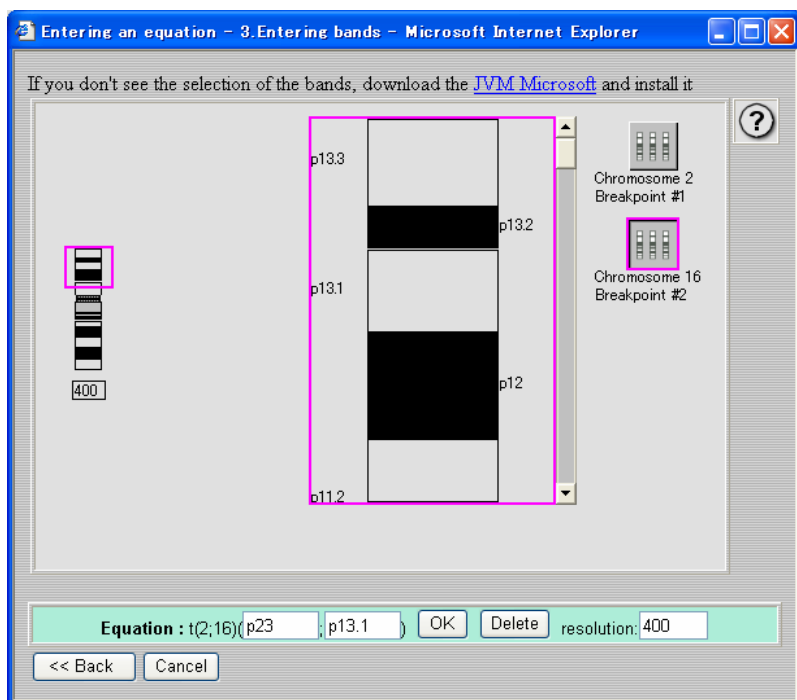 Entering an equation - 3.Entering bands - Microsoft Internet Explorer
If you don't see the selection of the bands, download the JVM Microsoft and install it
?
p13.3
p13.2
p13.1
p12
p11.2
400
Chromosome 2
Breakpoint #1
Chromosome 16
Breakpoint #2
Equation : t(2;16)( p23 ; p13.1 ) OK Delete resolution: 400
<< Back Cancel